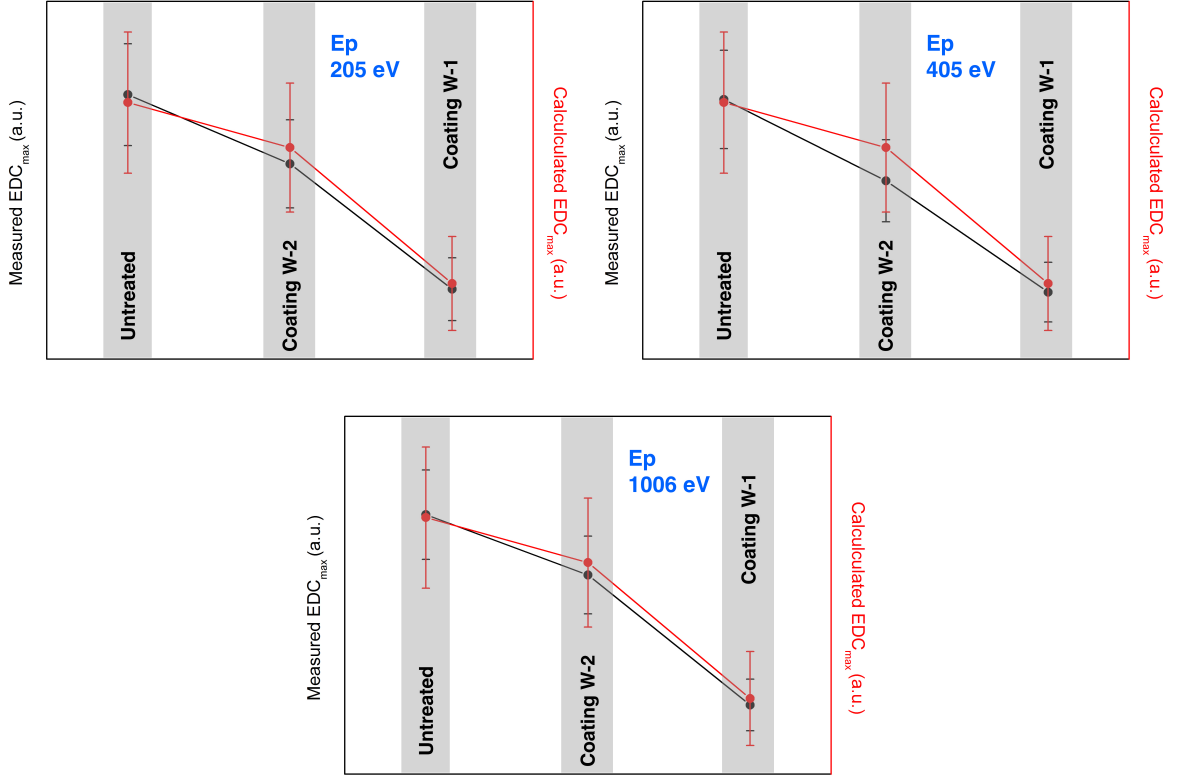 Measured EDCmax (a.u.)
Untreated
Coating W-2
Ep
205 eV
Coating W-1
Calculculated EDCmax (a.u.)
Measured EDCmax (a.u.)
Untreated
Coating W-2
Ep
405 eV
Coating W-1
Calculculated EDCmax (a.u.)
Measured EDCmax (a.u.)
Untreated
Coating W-2
Ep
1006 eV
Coating W-1
Calculculated EDCmax (a.u.)